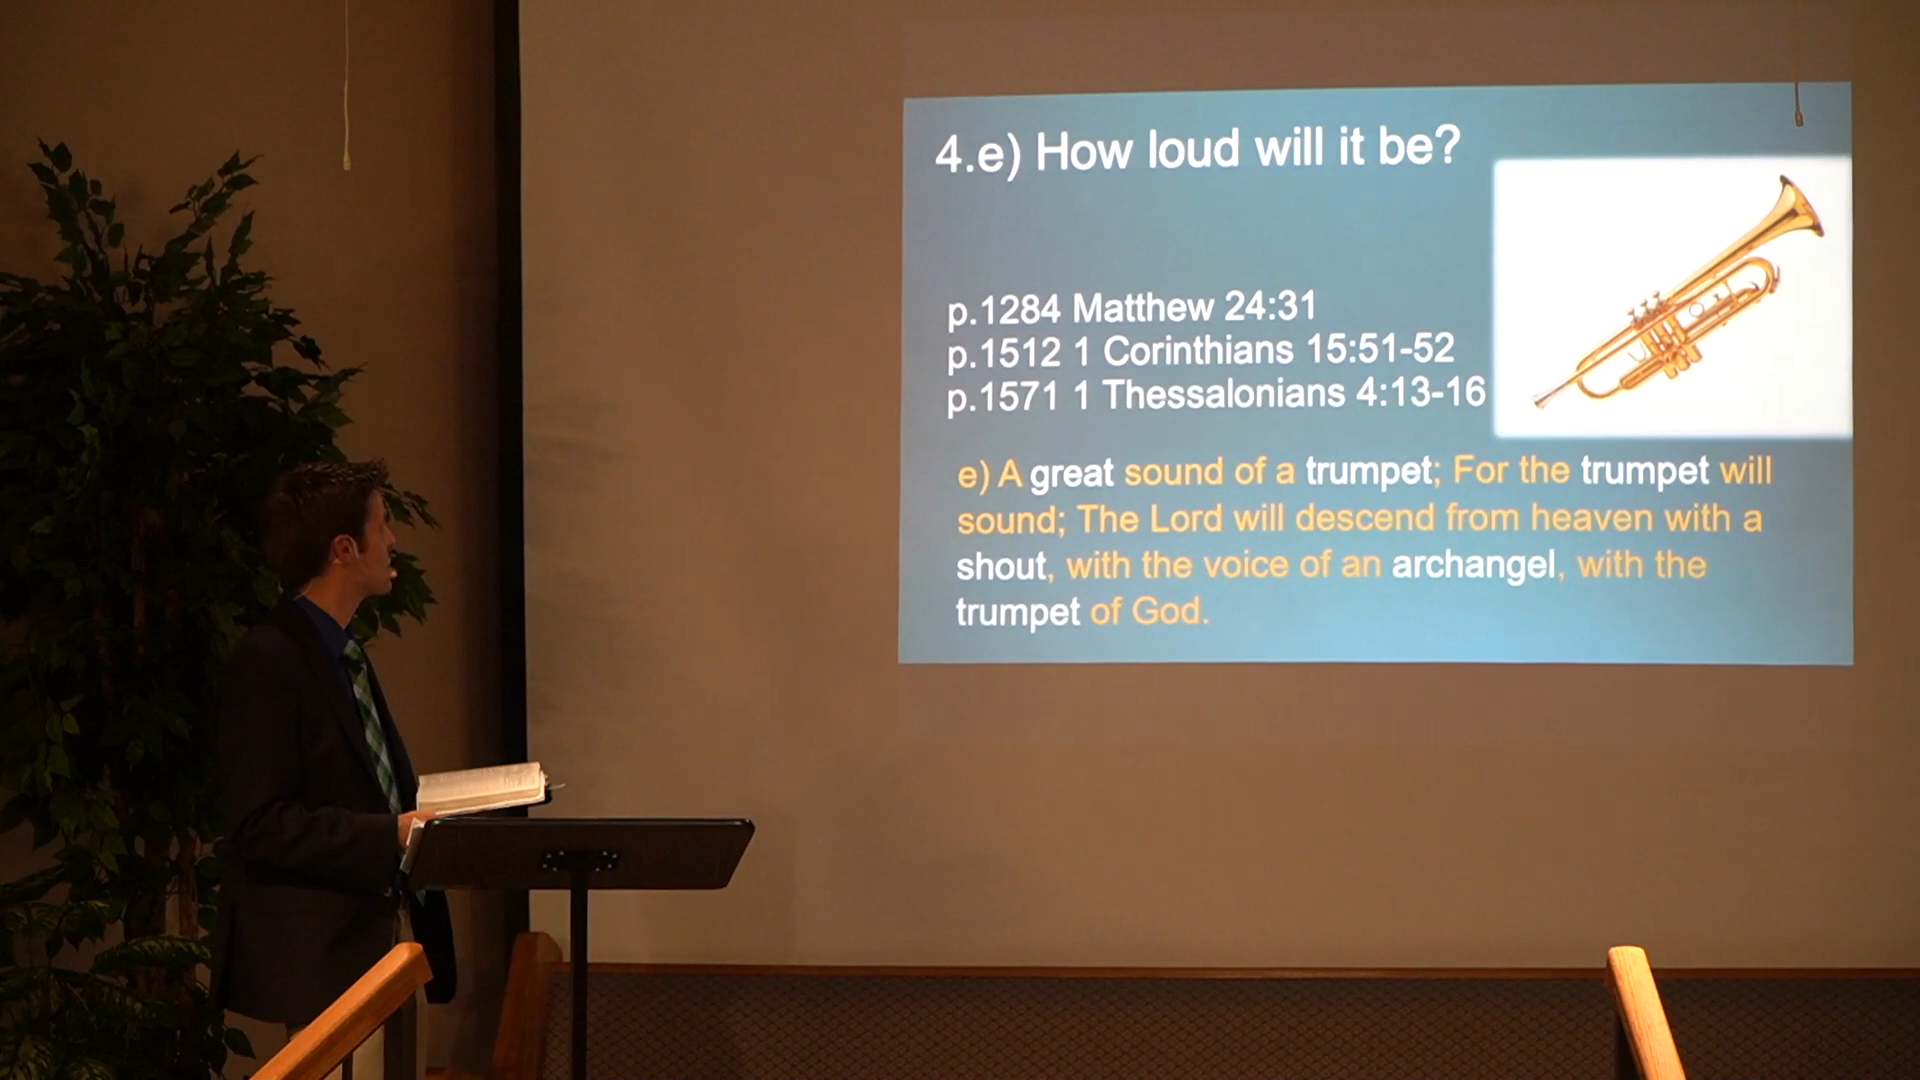 4.e) How loud will it be?
p.1284 Matthew 24:31
p.1512 1 Corinthians 15:51-52
p.1571 1 Thessalonians 4:13-16
e) A great sound of a trumpet; For the trumpet will
sound; The Lord will descend from heaven with a
shout, with the voice of an archangel, with the
trumpet of God.